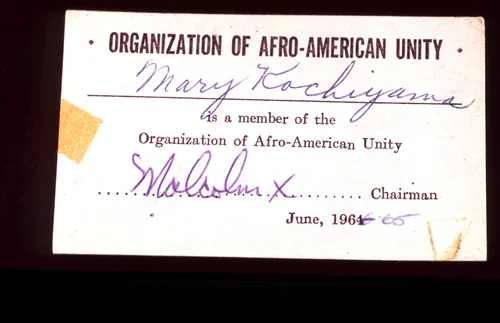 · ORGANIZATION OF AFRO-AMERICAN UNITY ·
Mary Kochiyama
is a member of the
Organization of Afro-American Unity
Malcolm X Chairman
June, 1964-65